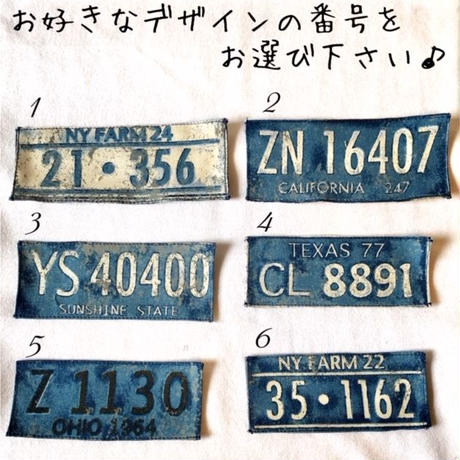 お好きなデザインの番号を
お選び下さい♪
1
NY FARM 24
21・356
2
ZN 16407
CALIFORNIA 247
3
YS 40400
SUNSHINE STATE
4
TEXAS 77
CL 8891
5
Z 1130
OHIO 1964
6
NY FARM 22
35・1162